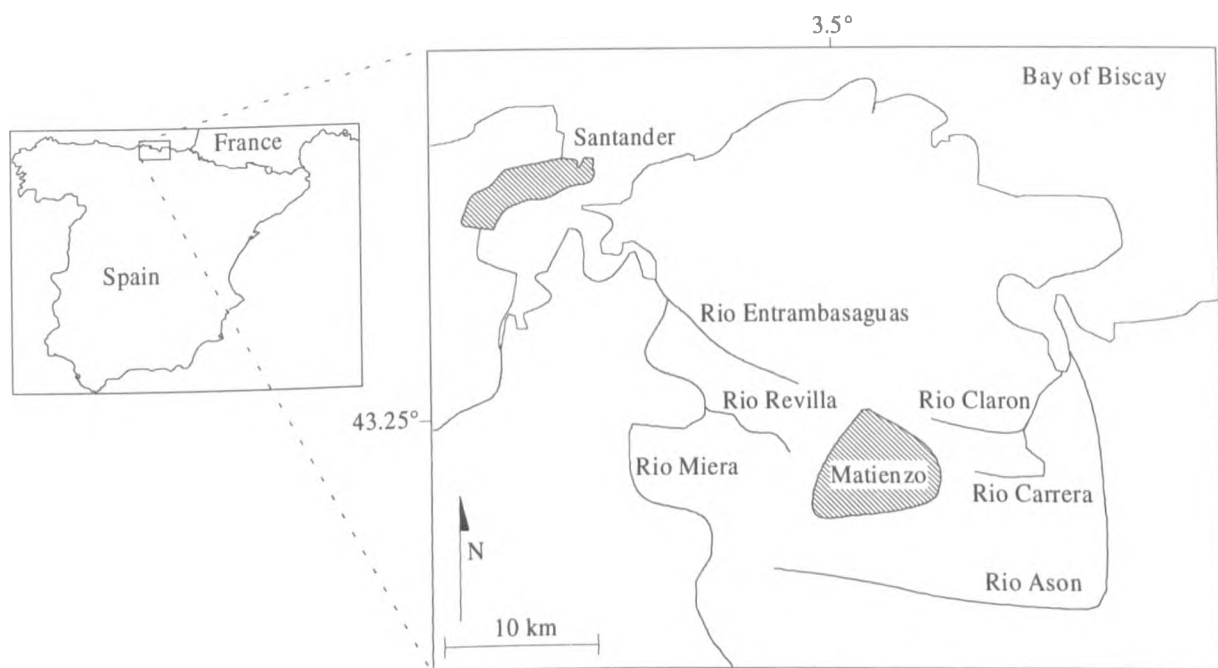 3.5°
Bay of Biscay
Santander
France
Spain
Rio Entrambasaguas
Rio Revilla
Rio Claron
43.25°
Rio Miera
Matienzo
Rio Carrera
N
Rio Ason
10 km